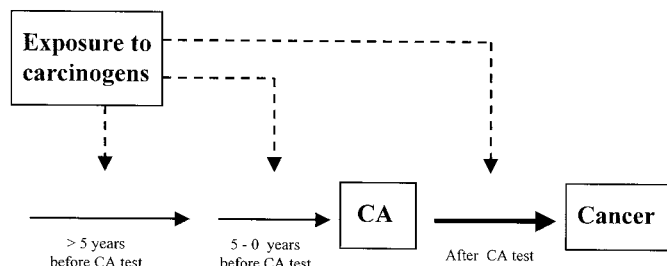 Exposure to
carcinogens
CA
Cancer
> 5 years
before CA test
5 - 0 years
before CA test
After CA test